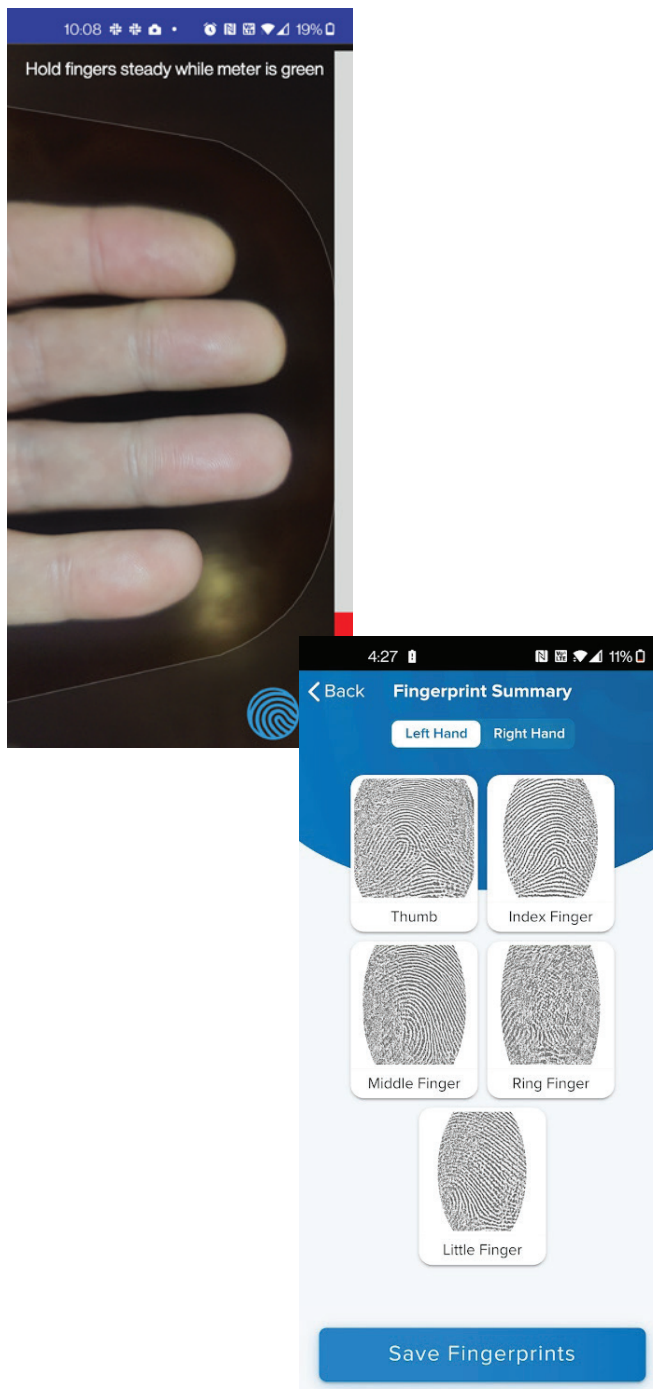 10:08 19%
Hold fingers steady while meter is green
4:27 11%
Back Fingerprint Summary
Left Hand Right Hand
Thumb Index Finger
Middle Finger Ring Finger
Little Finger
Save Fingerprints